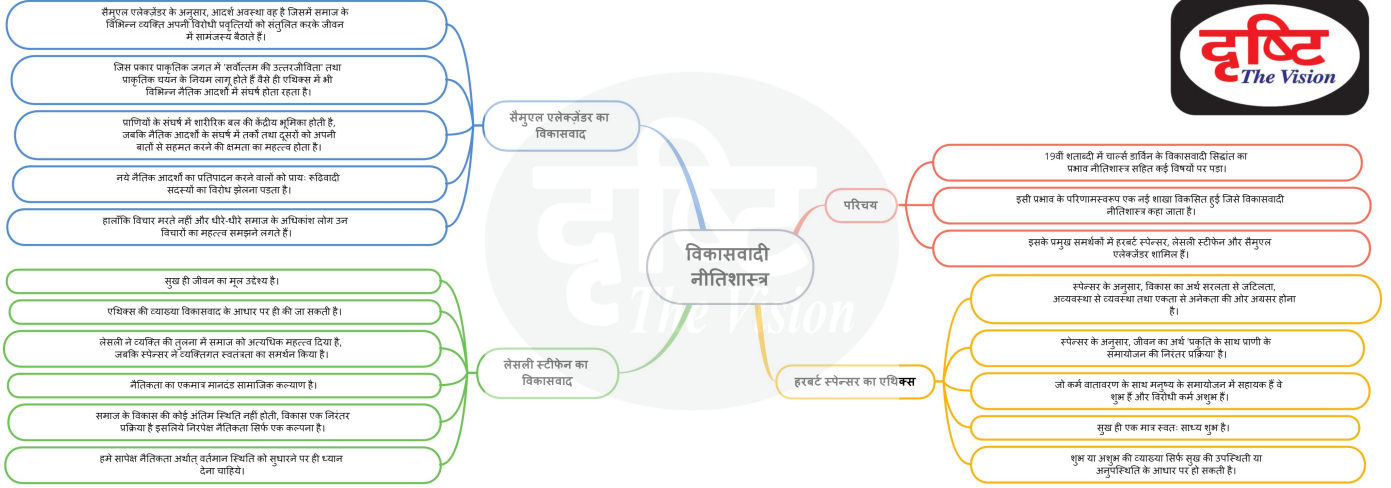 दृष्टि
The Vision
विकासवादी
नीतिशास्त्र
परिचय
19वीं शताब्दी में चार्ल्स डार्विन के विकासवादी सिद्धांत का
प्रभाव नीतिशास्त्र सहित कई विषयों पर पड़ा।
इसी प्रभाव के परिणामस्वरूप एक नई शाखा विकसित हुई जिसे विकासवादी
नीतिशास्त्र कहा जाता है।
इसके प्रमुख समर्थकों में हरबर्ट स्पेन्सर, लेसली स्टीफेन और सैमुएल
एलेक्जेंडर शामिल हैं।
हरबर्ट स्पेन्सर का एथिक्स
स्पेन्सर के अनुसार, विकास का अर्थ सरलता से जटिलता,
अव्यवस्था से व्यवस्था तथा एकता से अनेकता की ओर अग्रसर होना
है।
स्पेन्सर के अनुसार, जीवन का अर्थ 'प्रकृति के साथ प्राणी के
समायोजन की निरंतर प्रक्रिया' है।
जो कर्म वातावरण के साथ मनुष्य के समायोजन में सहायक हैं वे
शुभ हैं और विरोधी कर्म अशुभ हैं।
सुख ही एक मात्र स्वतः साध्य शुभ है।
शुभ या अशुभ की व्याख्या सिर्फ सुख की उपस्थिती या
अनुपस्थिति के आधार पर हो सकती है।
सैमुएल एलेक्ज़ेंडर का
विकासवाद
सैमुएल एलेक्ज़ेंडर के अनुसार, आदर्श अवस्था वह है जिसमें समाज के
विभिन्न व्यक्ति अपनी विरोधी प्रवृत्तियों को संतुलित करके जीवन
में सामंजस्य बैठाते हैं।
जिस प्रकार प्राकृतिक जगत में 'सर्वोत्तम की उत्तरजीविता' तथा
प्राकृतिक चयन के नियम लागू होते हैं वैसे ही एथिक्स में भी
विभिन्न नैतिक आदर्शों में संघर्ष होता रहता है।
प्राणियों के संघर्ष में शारीरिक बल की केंद्रीय भूमिका होती है,
जबकि नैतिक आदर्शों के संघर्ष में तर्कों तथा दूसरों को अपनी
बातों से सहमत करने की क्षमता का महत्त्व होता है।
नये नैतिक आदर्शों का प्रतिपादन करने वालों को प्रायः रूढिवादी
सदस्यों का विरोध झेलना पड़ता है।
हालाँकि विचार मरते नहीं और धीरे-धीरे समाज के अधिकांश लोग उन
विचारों का महत्त्व समझने लगते हैं।
लेसली स्टीफेन का
विकासवाद
सुख ही जीवन का मूल उद्देश्य है।
एथिक्स की व्याख्या विकासवाद के आधार पर ही की जा सकती है।
लेसली ने व्यक्ति की तुलना में समाज को अत्यधिक महत्त्व दिया है,
जबकि स्पेन्सर ने व्यक्तिगत स्वतंत्रता का समर्थन किया है।
नैतिकता का एकमात्र मानदंड सामाजिक कल्याण है।
समाज के विकास की कोई अंतिम स्थिति नहीं होती, विकास एक निरंतर
प्रक्रिया है इसलिये निरपेक्ष नैतिकता सिर्फ एक कल्पना है।
हमे सापेक्ष नैतिकता अर्थात् वर्तमान स्थिति को सुधारने पर ही ध्यान
देना चाहिये।
दृष्टि
The Vision